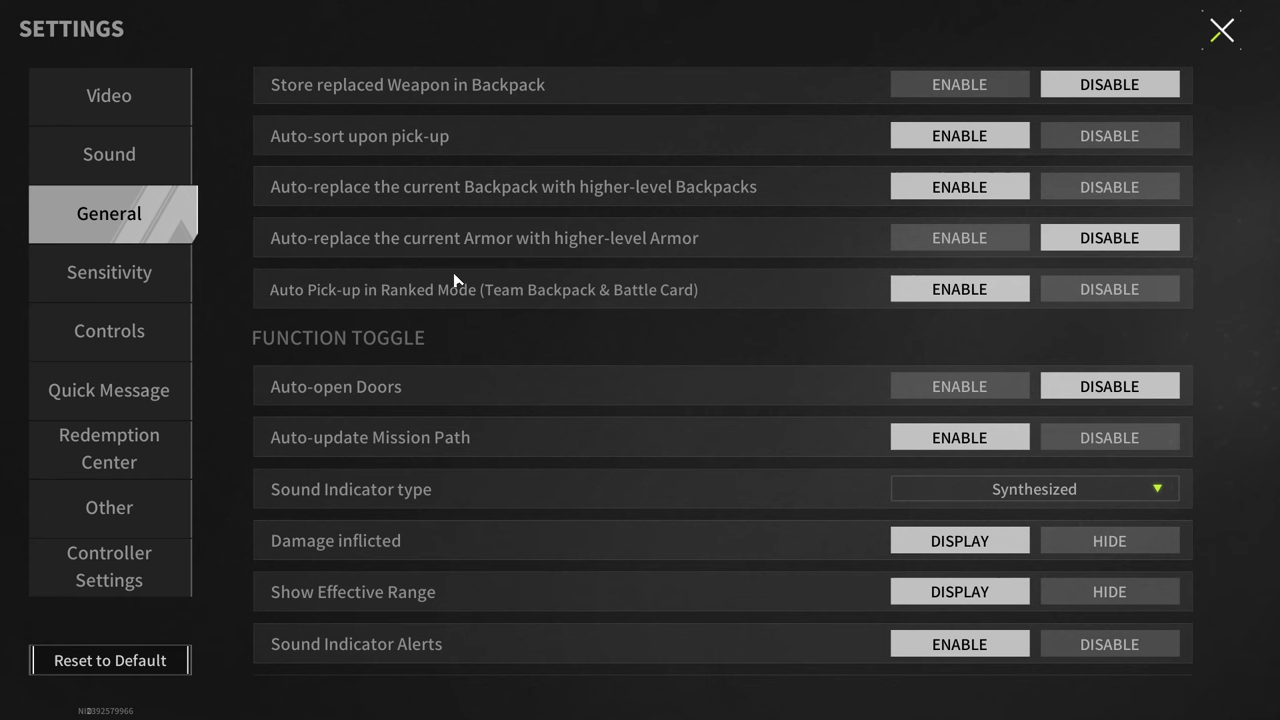 SETTINGS
Video
Sound
General
Sensitivity
Controls
Quick Message
Redemption
Center
Other
Controller
Settings
Reset to Default
Store replaced Weapon in Backpack ENABLE DISABLE
Auto-sort upon pick-up ENABLE DISABLE
Auto-replace the current Backpack with higher-level Backpacks ENABLE DISABLE
Auto-replace the current Armor with higher-level Armor ENABLE DISABLE
Auto Pick-up in Ranked Mode (Team Backpack & Battle Card) ENABLE DISABLE
FUNCTION TOGGLE
Auto-open Doors ENABLE DISABLE
Auto-update Mission Path ENABLE DISABLE
Sound Indicator type Synthesized
Damage inflicted DISPLAY HIDE
Show Effective Range DISPLAY HIDE
Sound Indicator Alerts ENABLE DISABLE